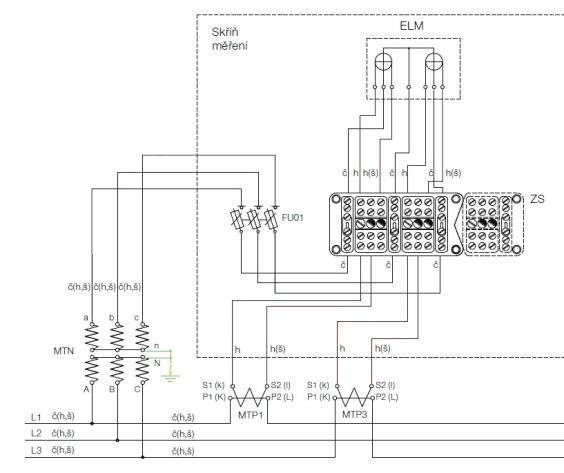 ELM
Skříň
měření
č h h(š) č h č h(š)
ZS
FU01
č č č
č(h,š) č(h,š) č(h,š)
a b c
n
MTN
N
A B C
h h(š) h h(š)
S1 (k) S2 (l) S1 (k) S2 (l)
P1 (K) P2 (L) P1 (K) P2 (L)
MTP1 MTP3
L1 č(h,š) č(h,š)
L2 č(h,š) č(h,š)
L3 č(h,š) č(h,š)